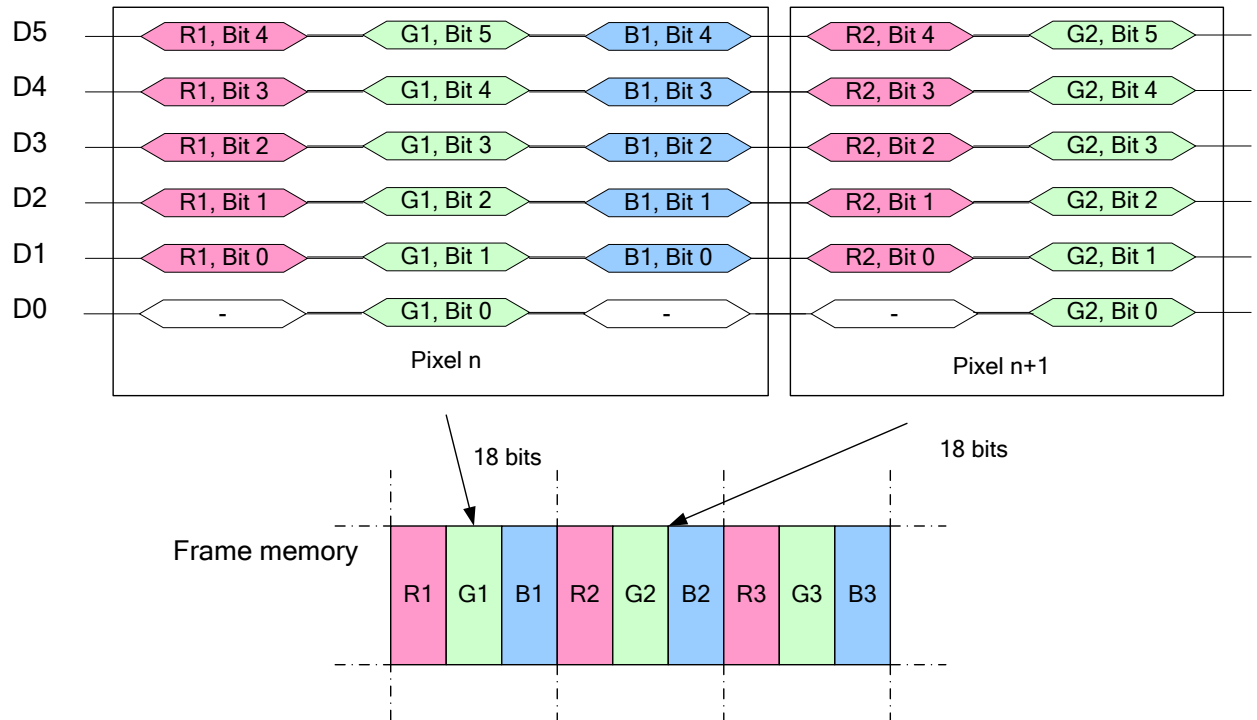 D5 R1, Bit 4 G1, Bit 5 B1, Bit 4 R2, Bit 4 G2, Bit 5
D4 R1, Bit 3 G1, Bit 4 B1, Bit 3 R2, Bit 3 G2, Bit 4
D3 R1, Bit 2 G1, Bit 3 B1, Bit 2 R2, Bit 2 G2, Bit 3
D2 R1, Bit 1 G1, Bit 2 B1, Bit 1 R2, Bit 1 G2, Bit 2
D1 R1, Bit 0 G1, Bit 1 B1, Bit 0 R2, Bit 0 G2, Bit 1
D0 - G1, Bit 0 - - G2, Bit 0
Pixel n Pixel n+1
18 bits 18 bits
Frame memory
R1 G1 B1 R2 G2 B2 R3 G3 B3